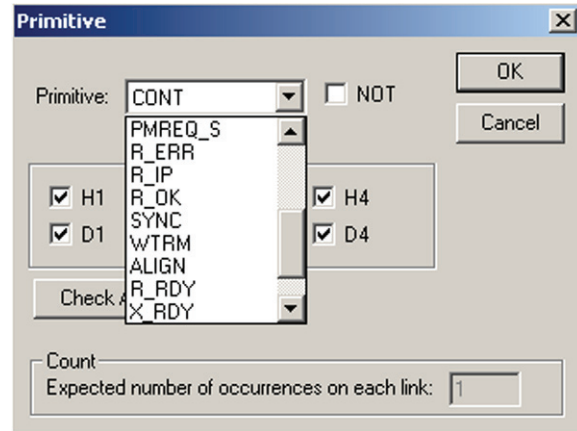 Primitive
Primitive: CONT NOT OK
Cancel
PMREQ_S
R_ERR
R_IP
R_OK
SYNC
WTRM
ALIGN
R_RDY
X_RDY
H1 H4
D1 D4
Check
Count
Expected number of occurrences on each link: 1